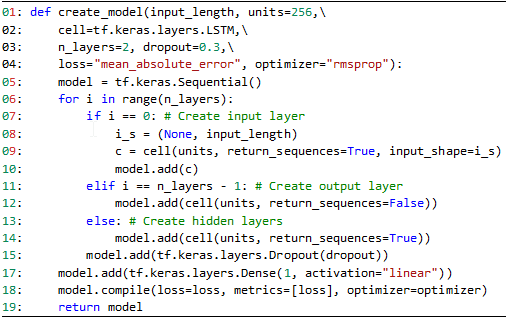 01: def create_model(input_length, units=256,\
02:     cell=tf.keras.layers.LSTM,\
03:     n_layers=2, dropout=0.3,\
04:     loss="mean_absolute_error", optimizer="rmsprop"):
05:     model = tf.keras.Sequential()
06:     for i in range(n_layers):
07:         if i == 0: # Create input layer
08:             i_s = (None, input_length)
09:             c = cell(units, return_sequences=True, input_shape=i_s)
10:             model.add(c)
11:         elif i == n_layers - 1: # Create output layer
12:             model.add(cell(units, return_sequences=False))
13:         else: # Create hidden layers
14:             model.add(cell(units, return_sequences=True))
15:         model.add(tf.keras.layers.Dropout(dropout))
17:     model.add(tf.keras.layers.Dense(1, activation="linear"))
18:     model.compile(loss=loss, metrics=[loss], optimizer=optimizer)
19:     return model